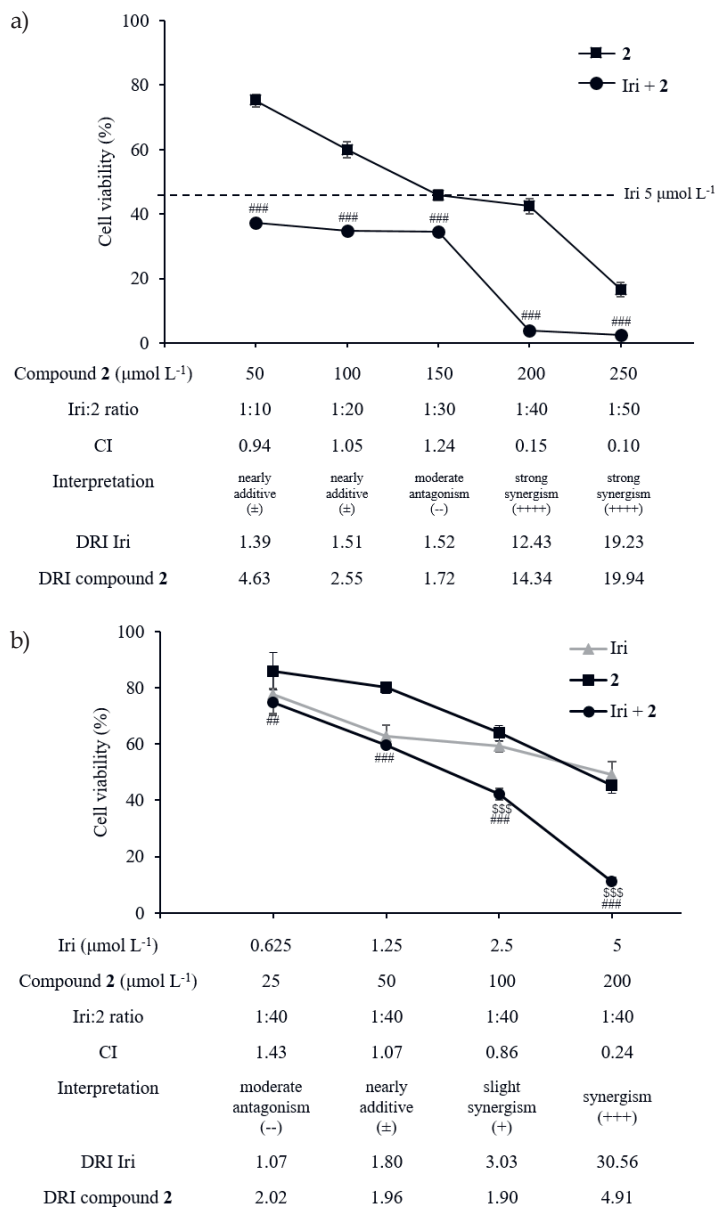 a)
100
80
60
40
20
0
Cell viability (%)
2
Iri + 2
Iri 5 μmol L-1
### ### ### ### ###
Compound 2 (μmol L-1) 50 100 150 200 250
Iri:2 ratio 1:10 1:20 1:30 1:40 1:50
CI 0.94 1.05 1.24 0.15 0.10
Interpretation nearly additive (±) nearly additive (±) moderate antagonism (--) strong synergism (++++) strong synergism (++++)
DRI Iri 1.39 1.51 1.52 12.43 19.23
DRI compound 2 4.63 2.55 1.72 14.34 19.94
b)
100
80
60
40
20
0
Cell viability (%)
Iri
2
Iri + 2
##
###
$$$
###
$$$
###
Iri (μmol L-1) 0.625 1.25 2.5 5
Compound 2 (μmol L-1) 25 50 100 200
Iri:2 ratio 1:40 1:40 1:40 1:40
CI 1.43 1.07 0.86 0.24
Interpretation moderate antagonism (--) nearly additive (±) slight synergism (+) synergism (+++)
DRI Iri 1.07 1.80 3.03 30.56
DRI compound 2 2.02 1.96 1.90 4.91